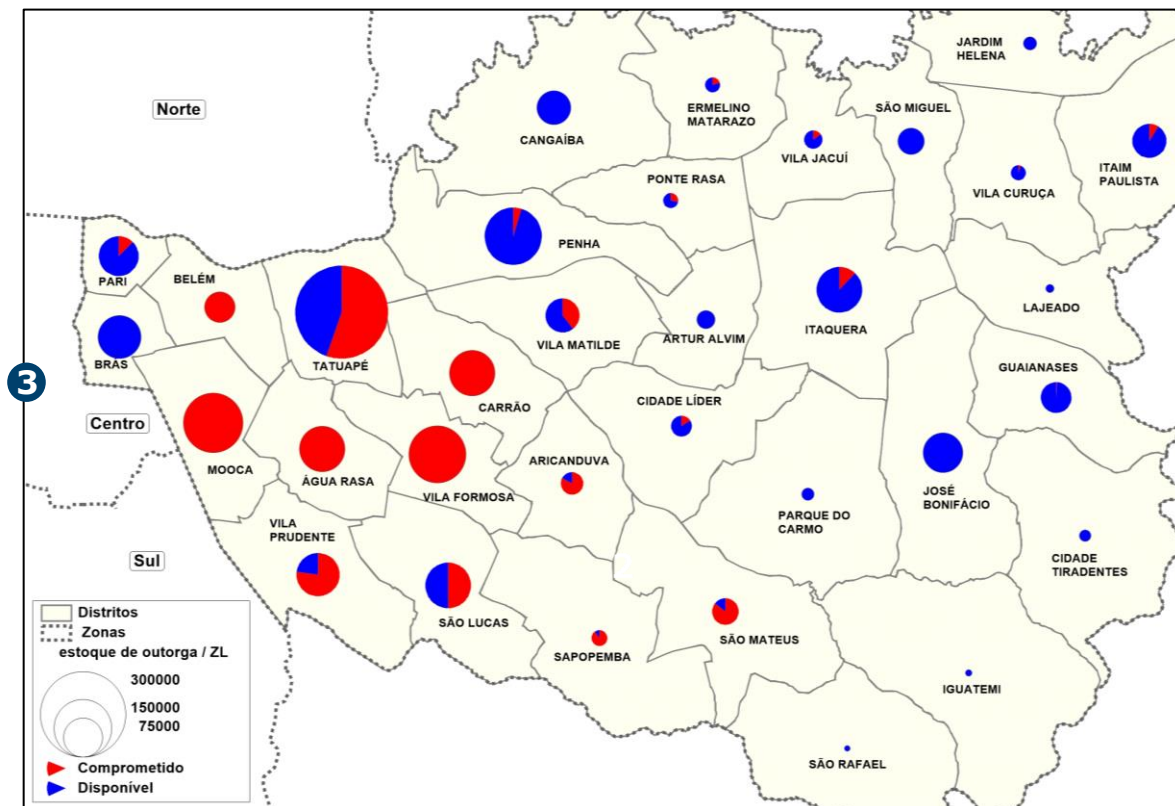 Norte
JARDIM
HELENA
ERMELINO
MATARAZO
SÃO MIGUEL
CANGAÍBA
VILA JACUÍ
ITAIM
PAULISTA
VILA CURUÇA
PONTE RASA
PENHA
PARI
BELÉM
LAJEADO
ITAQUERA
VILA MATILDE
ARTUR ALVIM
BRÁS
TATUAPÉ
GUAIANASES
3
CARRÃO
CIDADE LÍDER
Centro
MOOCA
ÁGUA RASA
VILA FORMOSA
ARICANDUVA
JOSÉ
BONIFÁCIO
PARQUE DO
CARMO
VILA
PRUDENTE
CIDADE
TIRADENTES
Sul
SÃO LUCAS
SÃO MATEUS
SAPOPEMBA
IGUATEMI
SÃO RAFAEL
Distritos
Zonas
estoque de outorga / ZL
300000
150000
75000
Comprometido
Disponível